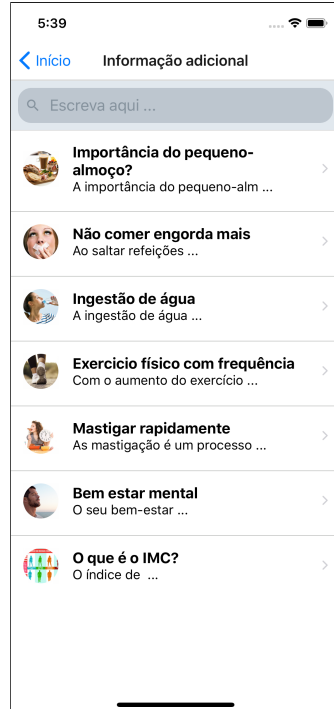 5:39
Início
Informação adicional
Escreva aqui ...
Importância do pequeno-
almoço?
A importância do pequeno-alm ...
Não comer engorda mais
Ao saltar refeições ...
Ingestão de água
A ingestão de água ...
Exercicio físico com frequência
Com o aumento do exercício ...
Mastigar rapidamente
As mastigação é um processo ...
Bem estar mental
O seu bem-estar ...
O que é o IMC?
O índice de ...